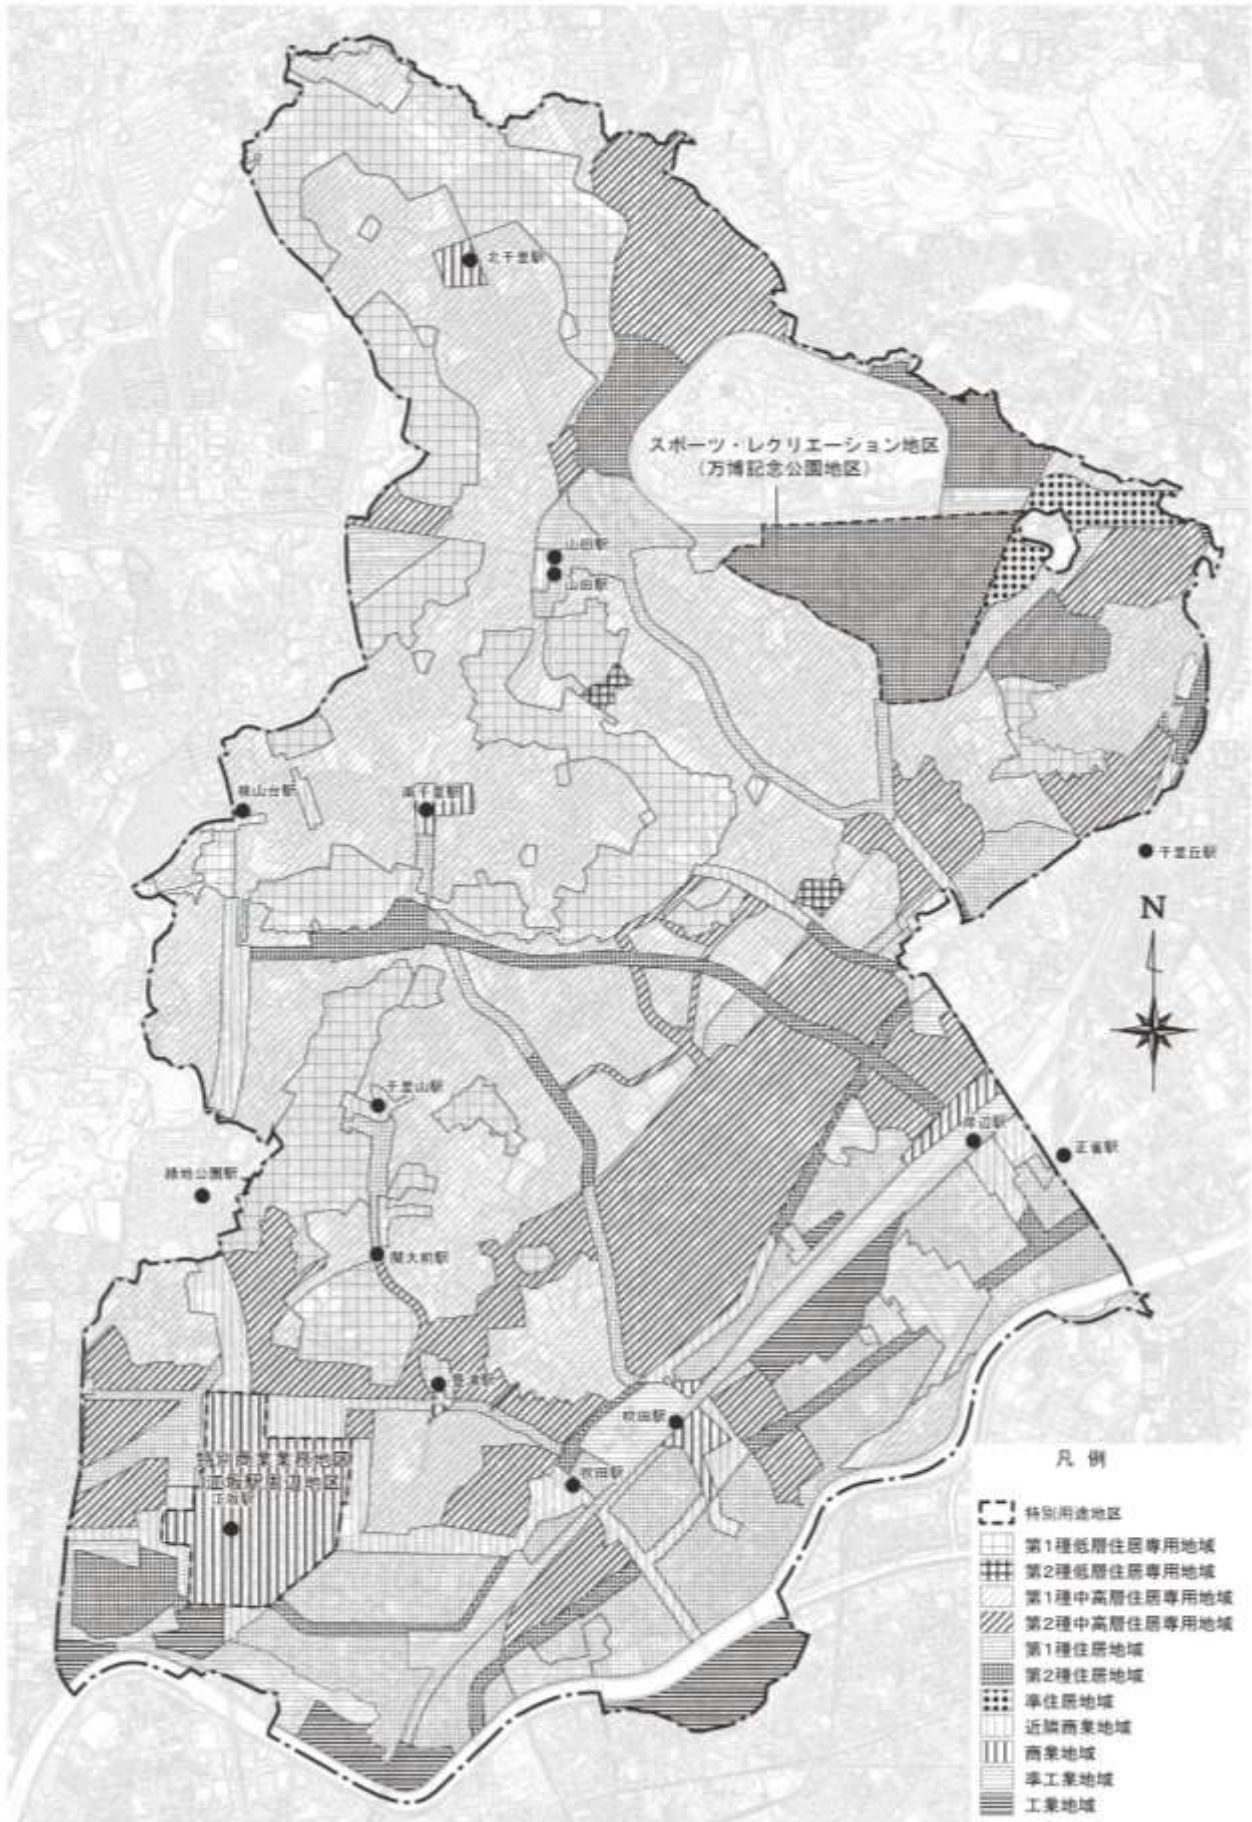 北千里駅
スポーツ・レクリエーション地区
（万博記念公園地区）
山田駅
山田駅
桃山台駅
南千里駅
千里丘駅
N
千里山駅
岸辺駅
正雀駅
緑地公園駅
関大前駅
豊津駅
吹田駅
吹田駅
特別商業業務地区
江坂駅周辺地区
江坂駅
凡例
特別用途地区
第1種低層住居専用地域
第2種低層住居専用地域
第1種中高層住居専用地域
第2種中高層住居専用地域
第1種住居地域
第2種住居地域
準住居地域
近隣商業地域
商業地域
準工業地域
工業地域